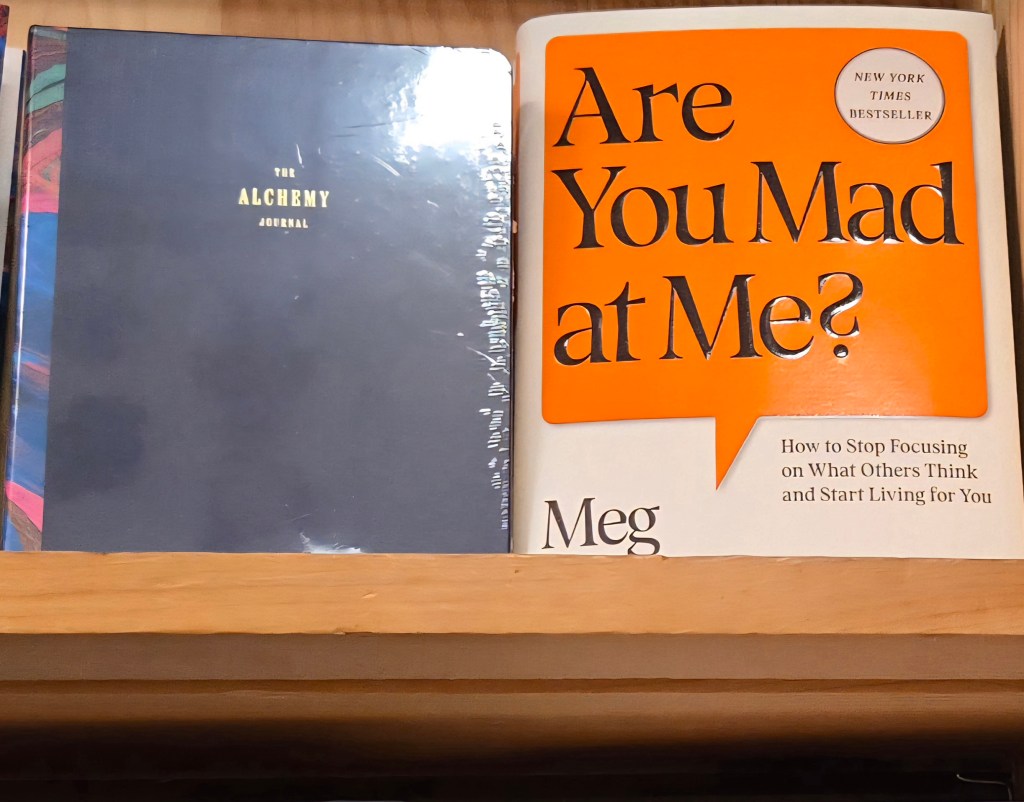 THE
ALCHEMY
JOURNAL
Are
You Mad
at Me?
NEW YORK
TIMES
BESTSELLER
How to Stop Focusing
on What Others Think
and Start Living for You
Meg